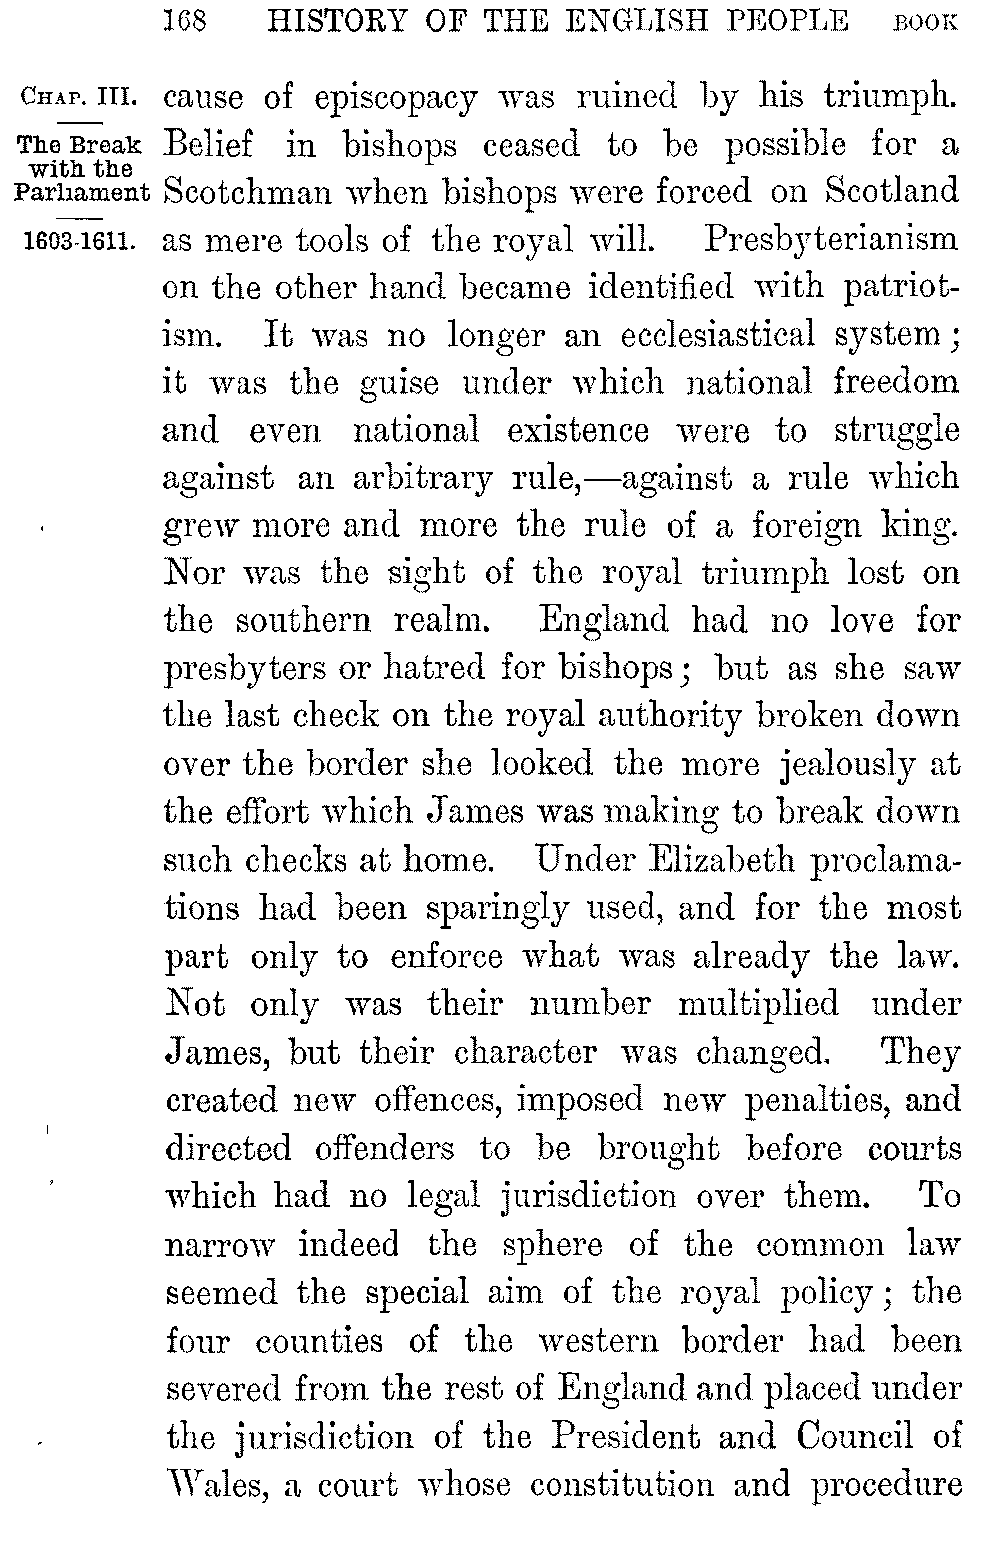 168 HISTORY OF THE ENGLISH PEOPLE BOOK
CHAP. III.
The Break
with the
Parliament
1603-1611.
cause of episcopacy was ruined by his triumph.
Belief in bishops ceased to be possible for a
Scotchman when bishops were forced on Scotland
as mere tools of the royal will. Presbyterianism
on the other hand became identified with patriot-
ism. It was no longer an ecclesiastical system ;
it was the guise under which national freedom
and even national existence were to struggle
against an arbitrary rule,—against a rule which
grew more and more the rule of a foreign king.
Nor was the sight of the royal triumph lost on
the southern realm. England had no love for
presbyters or hatred for bishops ; but as she saw
the last check on the royal authority broken down
over the border she looked the more jealously at
the effort which James was making to break down
such checks at home. Under Elizabeth proclama-
tions had been sparingly used, and for the most
part only to enforce what was already the law.
Not only was their number multiplied under
James, but their character was changed. They
created new offences, imposed new penalties, and
directed offenders to be brought before courts
which had no legal jurisdiction over them. To
narrow indeed the sphere of the common law
seemed the special aim of the royal policy ; the
four counties of the western border had been
severed from the rest of England and placed under
the jurisdiction of the President and Council of
Wales, a court whose constitution and procedure